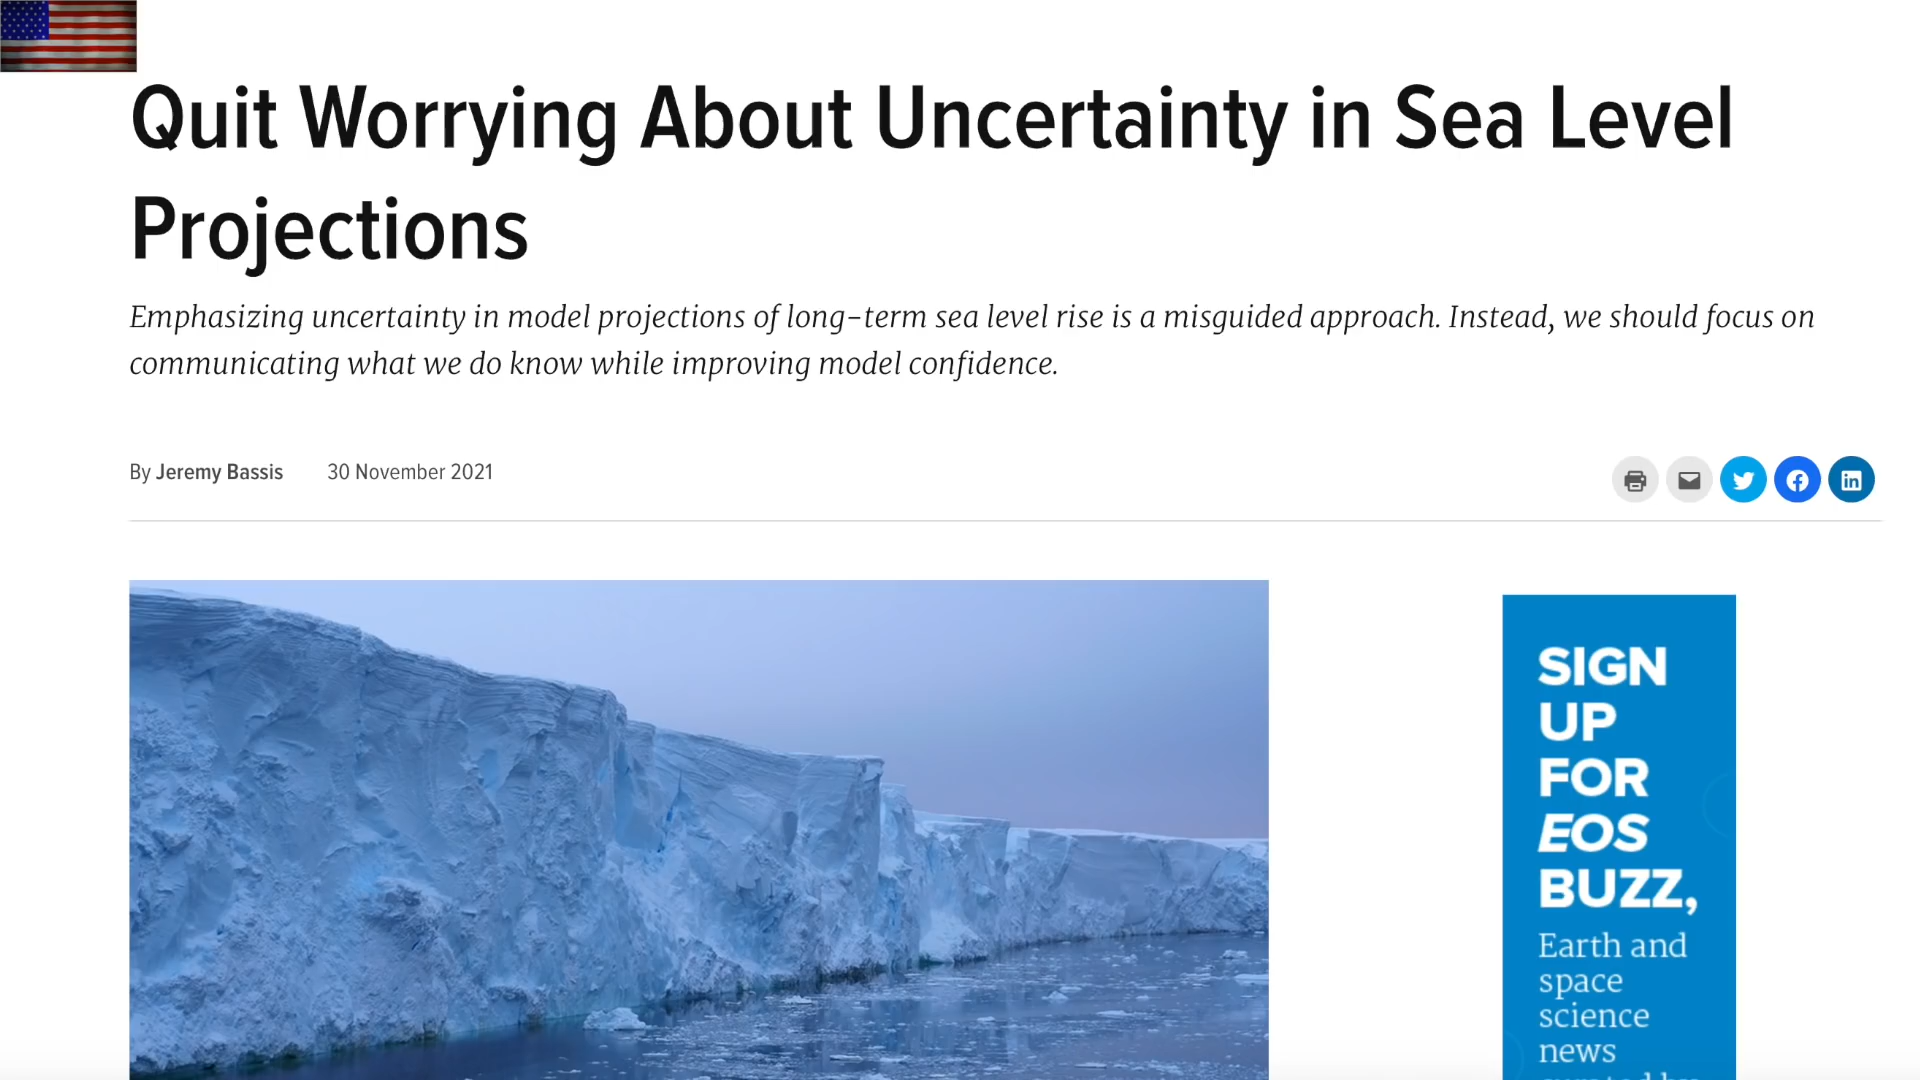 Quit Worrying About Uncertainty in Sea Level
Projections
Emphasizing uncertainty in model projections of long-term sea level rise is a misguided approach. Instead, we should focus on
communicating what we do know while improving model confidence.
By Jeremy Bassis 30 November 2021
SIGN
UP
FOR
EOS
BUZZ,
Earth and
space
science
news